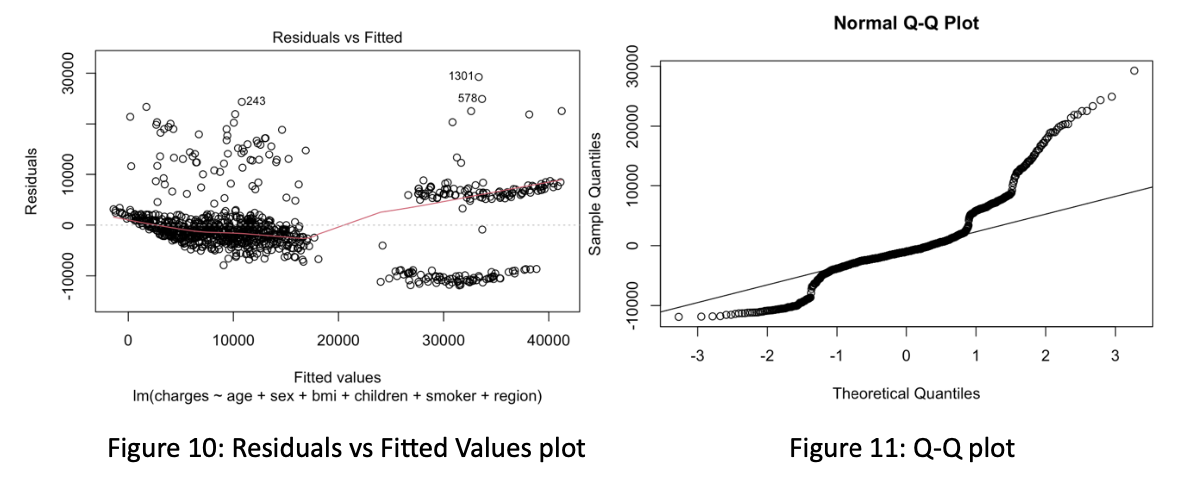 Residuals vs Fitted
Residuals
30000
10000
0
-10000
1301
578
243
0
10000
20000
30000
40000
Fitted values
lm(charges ~ age + sex + bmi + children + smoker + region)
Figure 10: Residuals vs Fitted Values plot
Normal Q-Q Plot
Sample Quantiles
30000
20000
10000
0
-10000
-3
-2
-1
0
1
2
3
Theoretical Quantiles
Figure 11: Q-Q plot